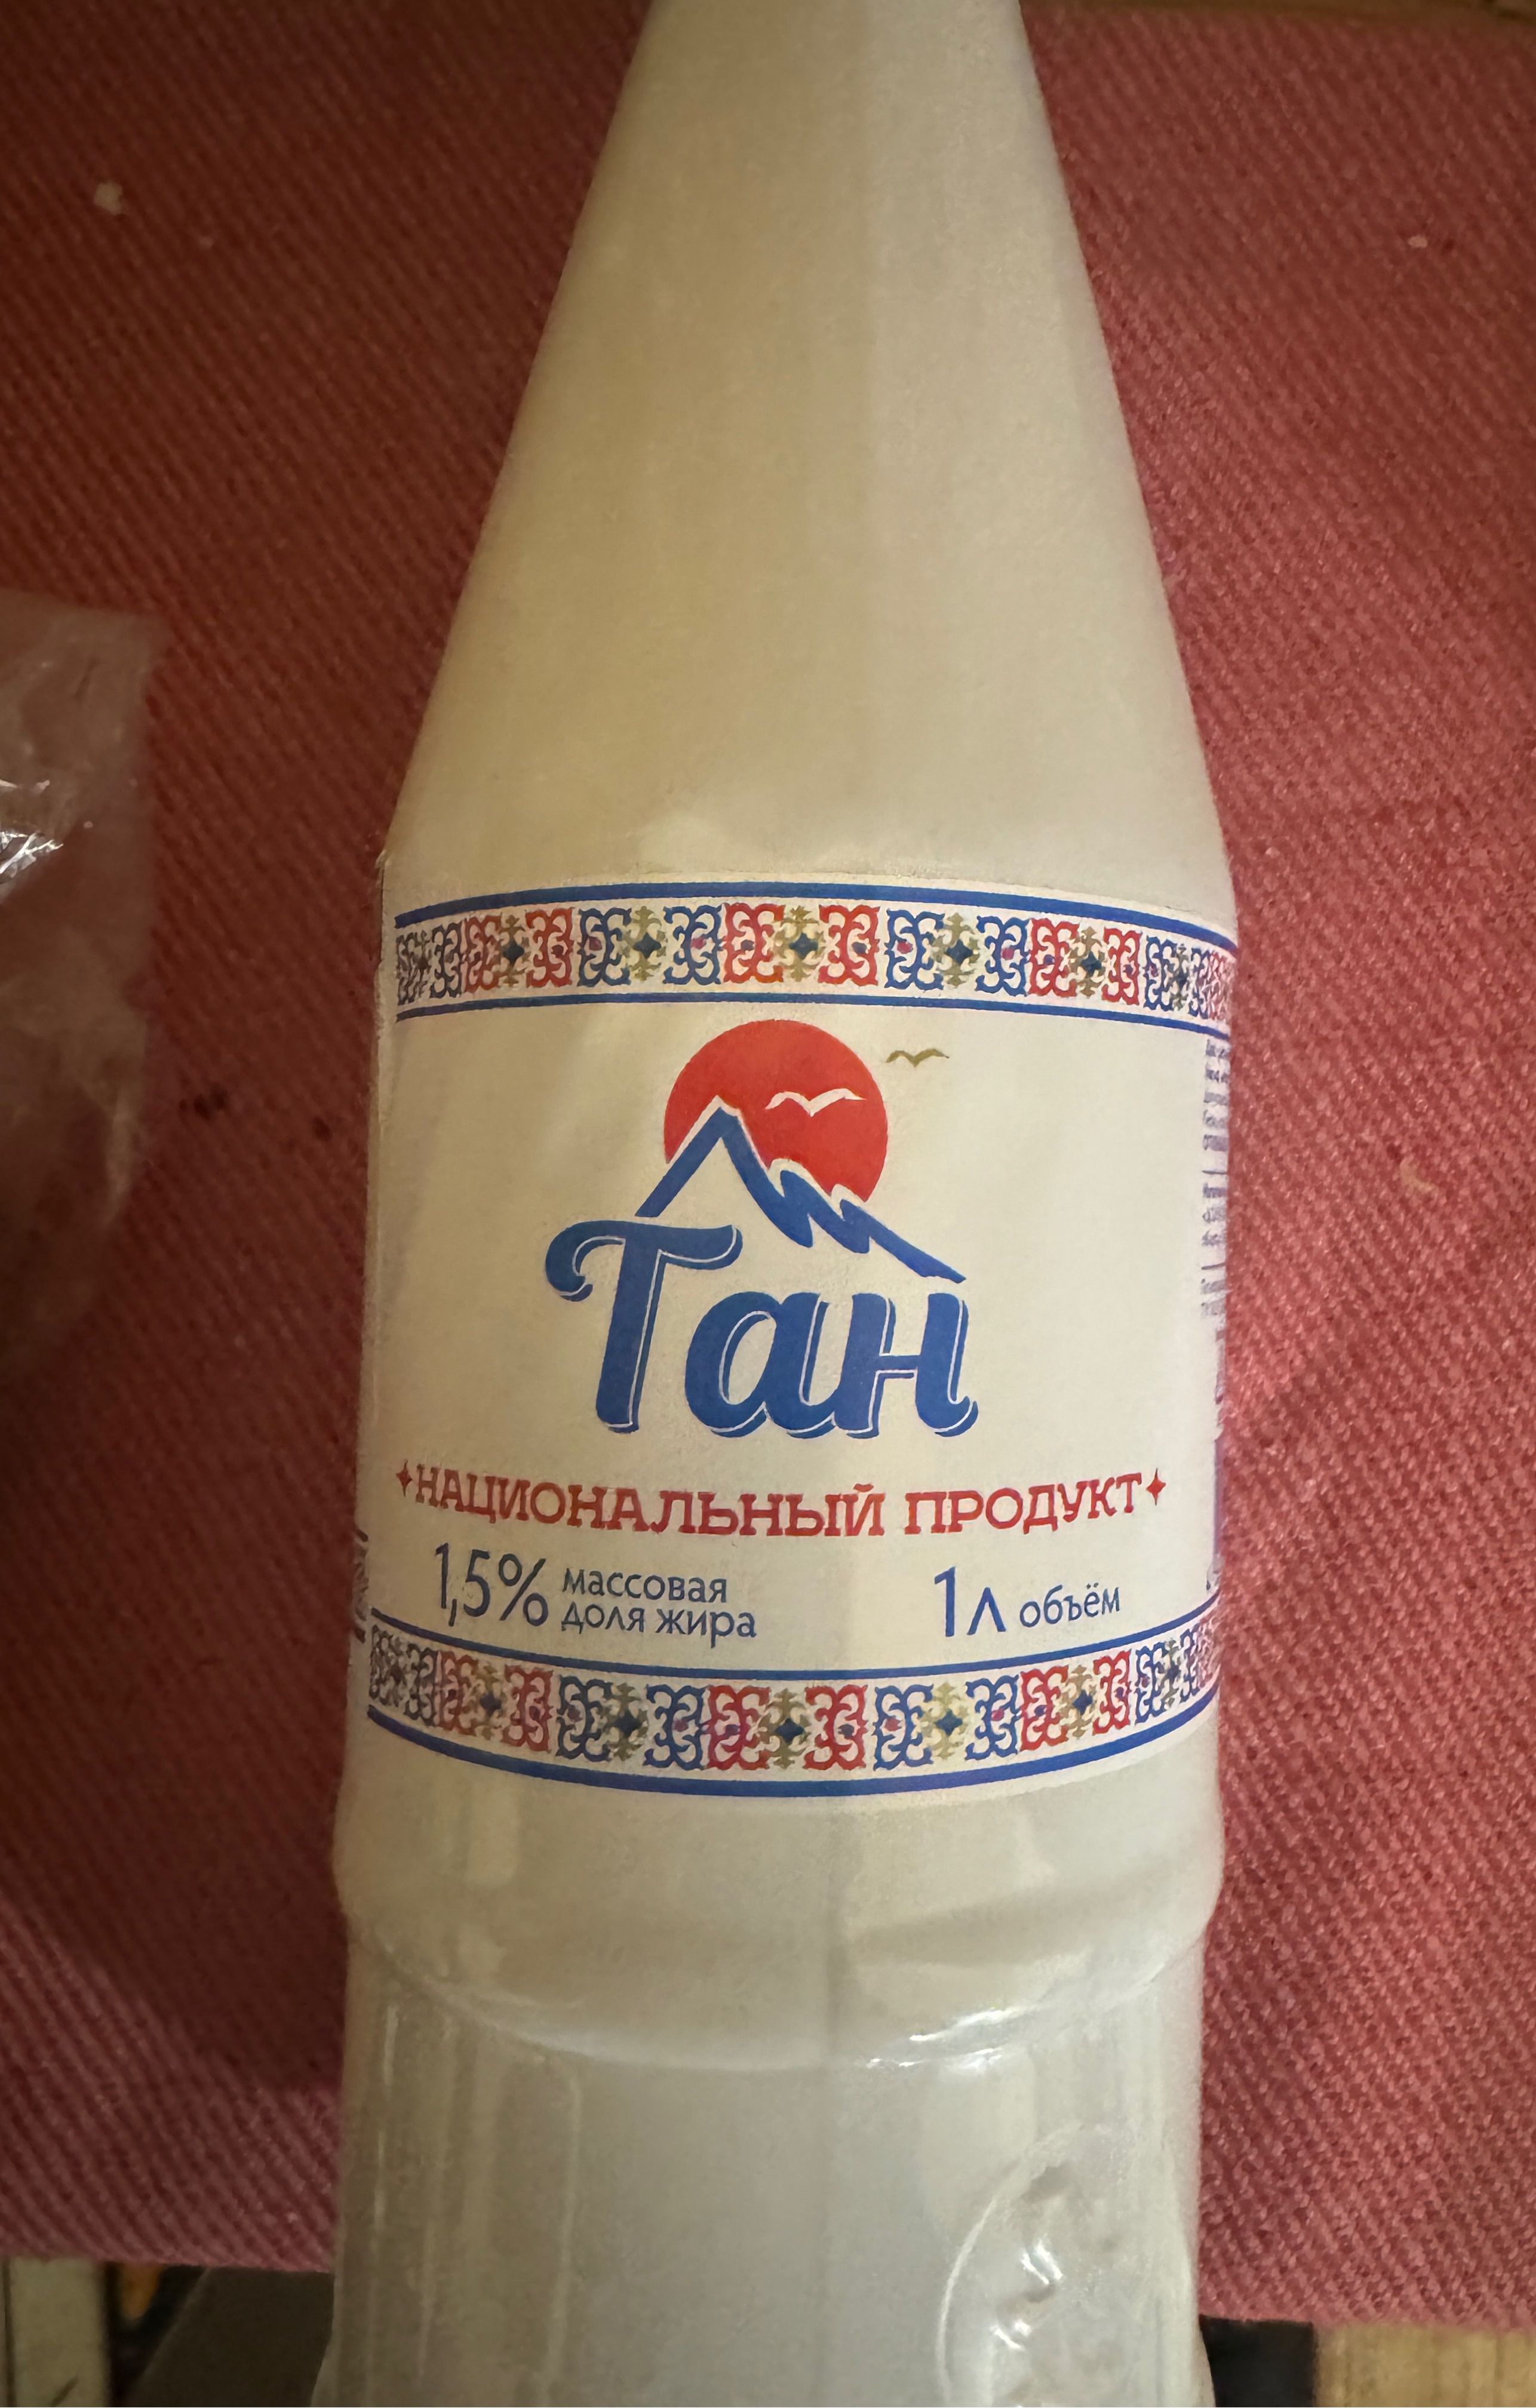 Тан
НАЦИОНАЛЬНЫЙ ПРОДУКТ
1,5% массовая
доля жира
1л объём